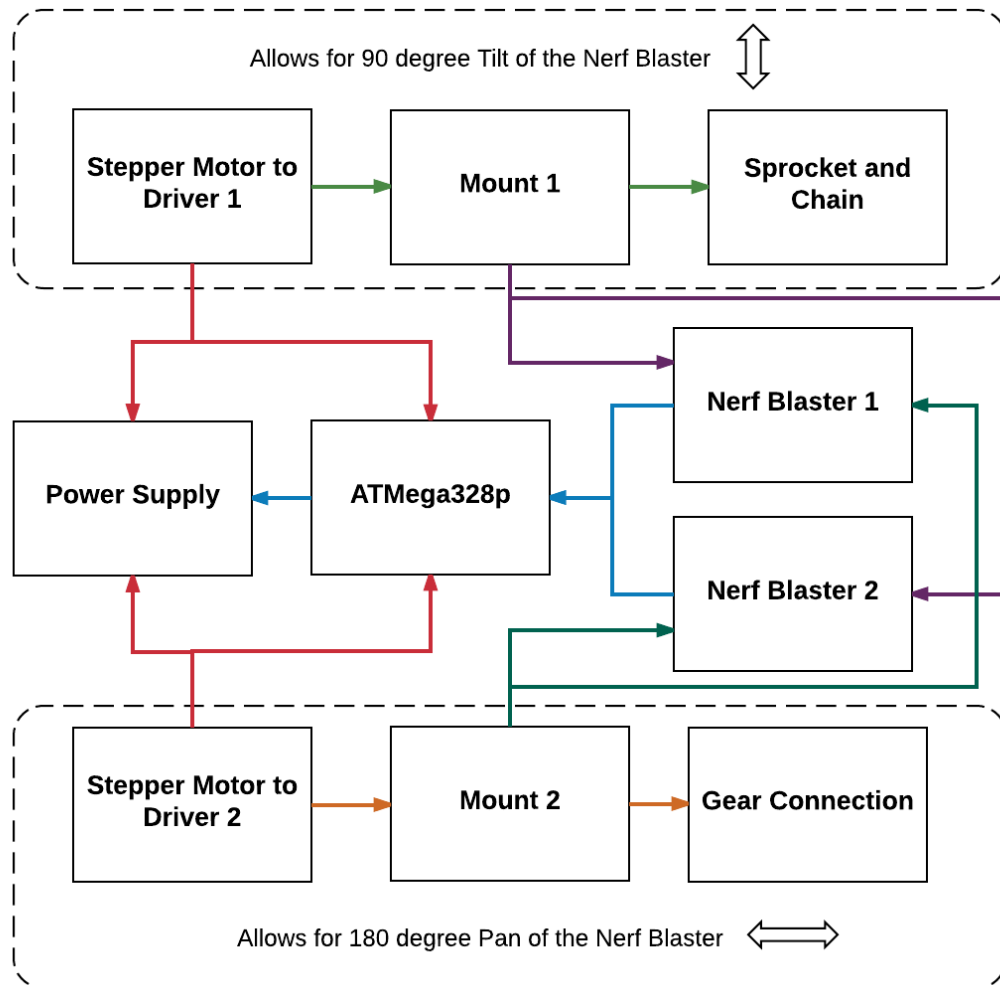 Allows for 90 degree Tilt of the Nerf Blaster
Stepper Motor to
Driver 1
Mount 1
Sprocket and
Chain
Nerf Blaster 1
Power Supply
ATMega328p
Nerf Blaster 2
Stepper Motor to
Driver 2
Mount 2
Gear Connection
Allows for 180 degree Pan of the Nerf Blaster